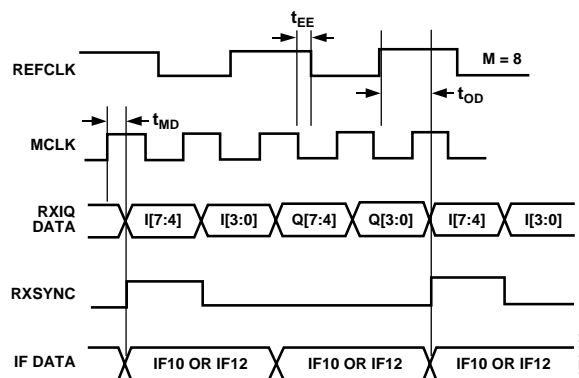 tEE
REFCLK
M = 8
tOD
tMD
MCLK
RXIQ
DATA
I[7:4] I[3:0] Q[7:4] Q[3:0] I[7:4] I[3:0]
RXSYNC
IF DATA
IF10 OR IF12 IF10 OR IF12 IF10 OR IF12